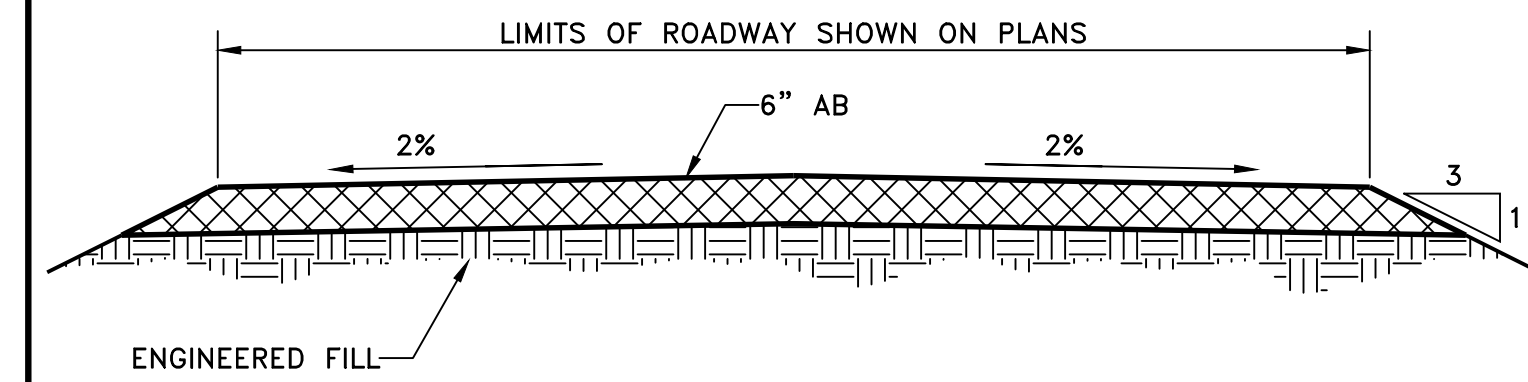 LIMITS OF ROADWAY SHOWN ON PLANS
6” AB
2%
2%
3
1
ENGINEERED FILL